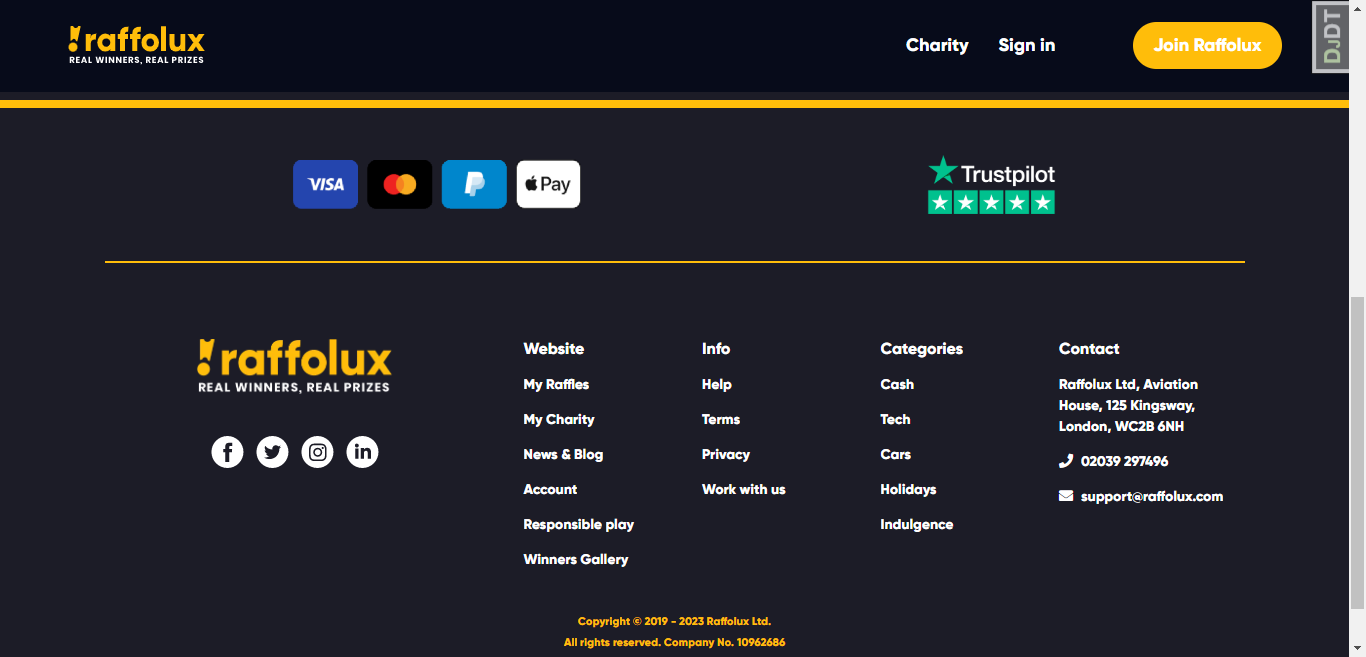 raffolux
REAL WINNERS, REAL PRIZES
Charity
Sign in
Join Raffolux
DJDT
VISA
Pay
Trustpilot
raffolux
REAL WINNERS, REAL PRIZES
f
in
Website
My Raffles
My Charity
News & Blog
Account
Responsible play
Winners Gallery
Info
Help
Terms
Privacy
Work with us
Categories
Cash
Tech
Cars
Holidays
Indulgence
Contact
Raffolux Ltd, Aviation
House, 125 Kingsway,
London, WC2B 6NH
02039 297496
support@raffolux.com
Copyright © 2019 - 2023 Raffolux Ltd.
All rights reserved. Company No. 10962686